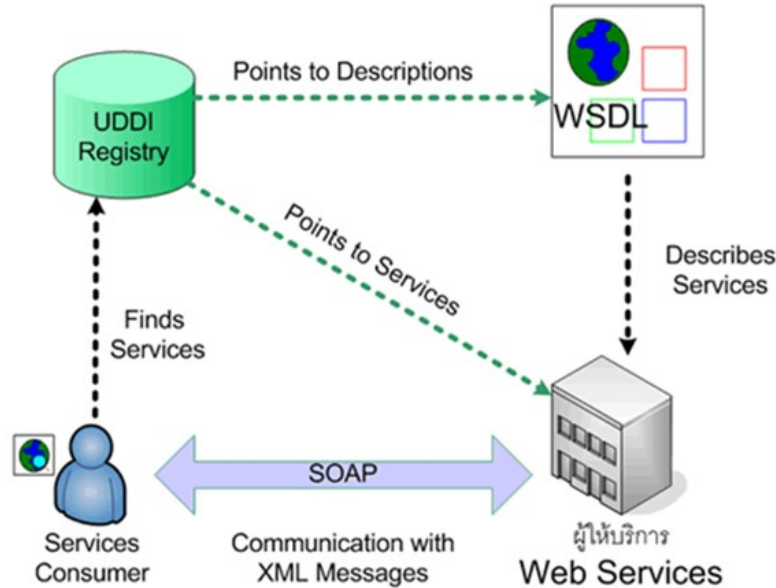 Points to Descriptions
UDDI
Registry
WSDL
Points to Services
Describes
Services
Finds
Services
SOAP
Services
Consumer
Communication with
XML Messages
ผู้ให้บริการ
Web Services